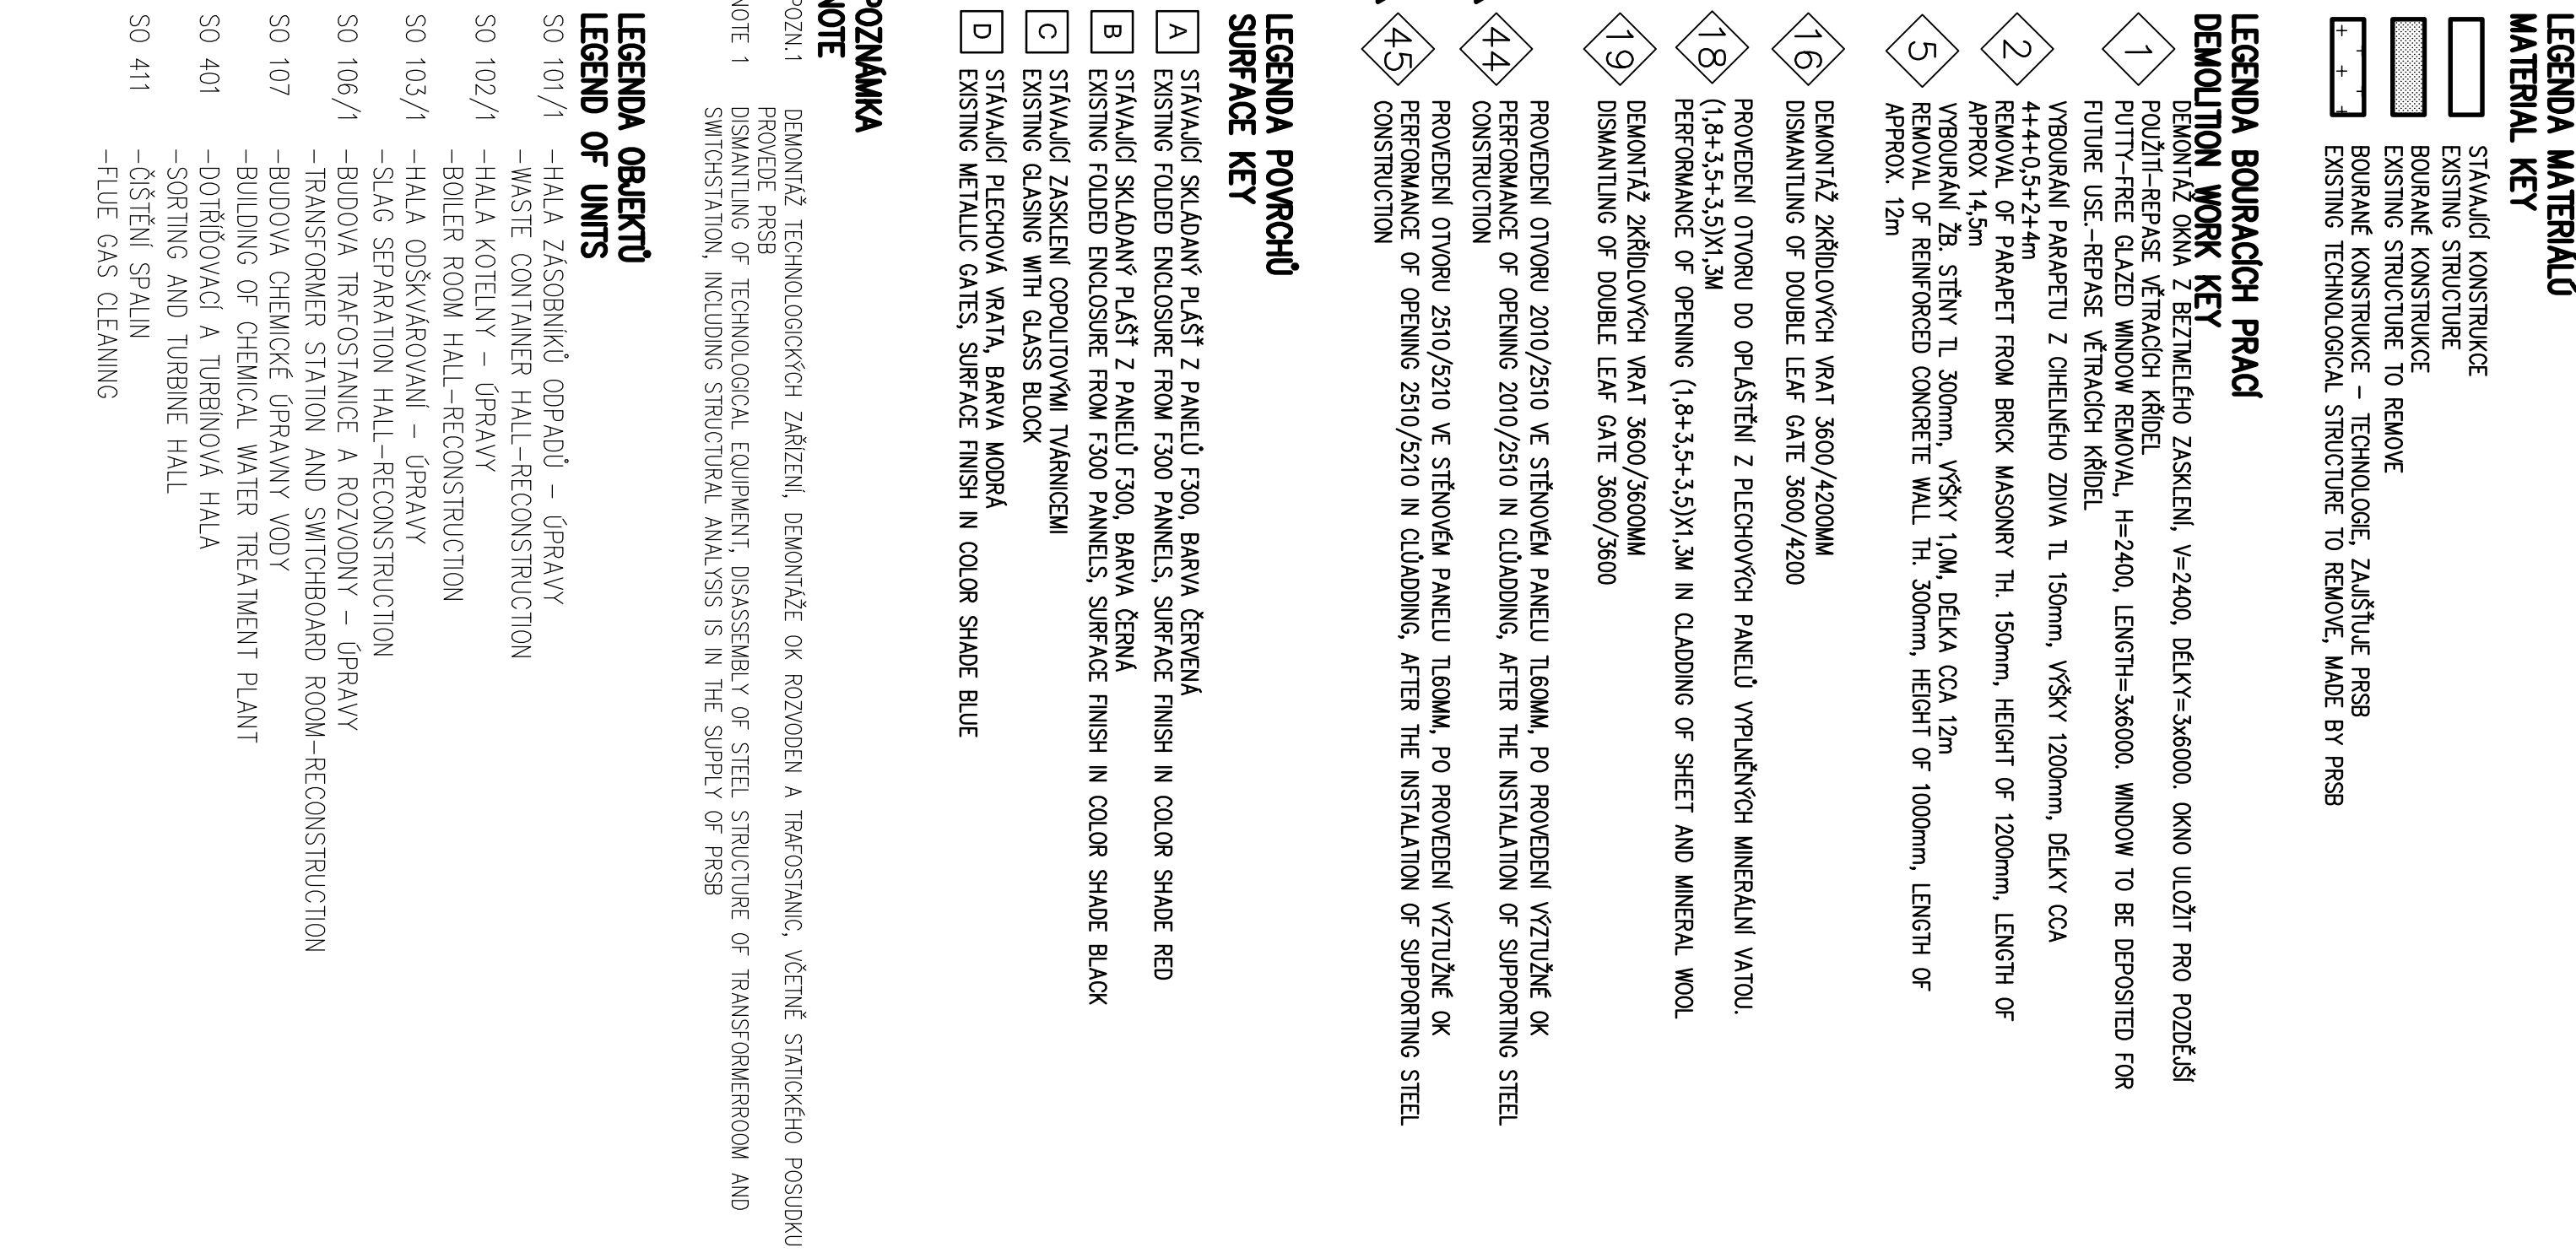 LEGENDA MATERIÁLŮ
MATERIAL KEY
STÁVAJÍCÍ KONSTRUKCE
EXISTING STRUCTURE
BOURANÉ KONSTRUKCE
EXISTING STRUCTURE TO REMOVE
BOURANÉ KONSTRUKCE – TECHNOLOGIE, ZAJIŠŤUJE PRSB
EXISTING TECHNOLOGICAL STRUCTURE TO REMOVE, MADE BY PRSB
LEGENDA BOURACÍCH PRACÍ
DEMOLITION WORK KEY
1 DEMONTÁŽ OKNA Z BEZTMELÉHO ZASKLENÍ, V=2400, DÉLKY=3x6000. OKNO ULOŽIT PRO POZDĚJŠÍ
POUŽITÍ–REPASE VĚTRACÍCH KŘÍDEL
PUTTY–FREE GLAZED WINDOW REMOVAL, H=2400, LENGTH=3x6000. WINDOW TO BE DEPOSITED FOR
FUTURE USE.–REPASE VĚTRACÍCH KŘÍDEL
2 VYBOURÁNÍ PARAPETU Z CIHELNÉHO ZDIVA TL 150mm, VÝŠKY 1200mm, DÉLKY CCA
4+4+0,5+2+4m
REMOVAL OF PARAPET FROM BRICK MASONRY TH. 150mm, HEIGHT OF 1200mm, LENGTH OF
APPROX 14,5m
5 VYBOURÁNÍ ŽB. STĚNY TL 300mm, VÝŠKY 1,0M, DÉLKA CCA 12m
REMOVAL OF REINFORCED CONCRETE WALL TH. 300mm, HEIGHT OF 1000mm, LENGTH OF
APPROX. 12m
16 DEMONTÁŽ 2KŘÍDLOVÝCH VRAT 3600/4200MM
DISMANTLING OF DOUBLE LEAF GATE 3600/4200
18 PROVEDENÍ OTVORU DO OPLÁŠTĚNÍ Z PLECHOVÝCH PANELŮ VYPLNĚNÝCH MINERÁLNÍ VATOU.
(1,8+3,5+3,5)X1,3M
PERFORMANCE OF OPENING (1,8+3,5+3,5)X1,3M IN CLADDING OF SHEET AND MINERAL WOOL
19 DEMONTÁŽ 2KŘÍDLOVÝCH VRAT 3600/3600MM
DISMANTLING OF DOUBLE LEAF GATE 3600/3600
44 PROVEDENÍ OTVORU 2010/2510 VE STĚNOVÉM PANELU TL60MM, PO PROVEDENÍ VÝZTUŽNÉ OK
PERFORMANCE OF OPENING 2010/2510 IN CLŮADDING, AFTER THE INSTALATION OF SUPPORTING STEEL
CONSTRUCTION
45 PROVEDENÍ OTVORU 2510/5210 VE STĚNOVÉM PANELU TL60MM, PO PROVEDENÍ VÝZTUŽNÉ OK
PERFORMANCE OF OPENING 2510/5210 IN CLŮADDING, AFTER THE INSTALATION OF SUPPORTING STEEL
CONSTRUCTION
LEGENDA POVRCHŮ
SURFACE KEY
A STÁVAJÍCÍ SKLÁDANÝ PLÁŠŤ Z PANELŮ F300, BARVA ČERVENÁ
EXISTING FOLDED ENCLOSURE FROM F300 PANNELS, SURFACE FINISH IN COLOR SHADE RED
B STÁVAJÍCÍ SKLÁDANÝ PLÁŠŤ Z PANELŮ F300, BARVA ČERNÁ
EXISTING FOLDED ENCLOSURE FROM F300 PANNELS, SURFACE FINISH IN COLOR SHADE BLACK
C STÁVAJÍCÍ ZASKLENÍ COPOLITOVÝMI TVÁRNICEMI
EXISTING GLASING WITH GLASS BLOCK
D STÁVAJÍCÍ PLECHOVÁ VRATA, BARVA MODRÁ
EXISTING METALLIC GATES, SURFACE FINISH IN COLOR SHADE BLUE
POZNÁMKA
NOTE
POZN.1 DEMONTÁŽ TECHNOLOGICKÝCH ZAŘÍZENÍ, DEMONTÁŽE OK ROZVODEN A TRAFOSTANIC, VČETNĚ STATICKÉHO POSUDKU
PROVEDE PRSB
NOTE 1 DISMANTLING OF TECHNOLOGICAL EQUIPMENT, DISASSEMBLY OF STEEL STRUCTURE OF TRANSFORMERROOM AND
SWITCHSTATION, INCLUDING STRUCTURAL ANALYSIS IS IN THE SUPPLY OF PRSB
LEGENDA OBJEKTŮ
LEGEND OF UNITS
SO 101/1 –HALA ZÁSOBNÍKŮ ODPADŮ – ÚPRAVY
–WASTE CONTAINER HALL–RECONSTRUCTION
SO 102/1 –HALA KOTELNY – ÚPRAVY
–BOILER ROOM HALL–RECONSTRUCTION
SO 103/1 –HALA ODŠKVÁROVANÍ – ÚPRAVY
–SLAG SEPARATION HALL–RECONSTRUCTION
SO 106/1 –BUDOVA TRAFOSTANICE A ROZVODNY – ÚPRAVY
–TRANSFORMER STATION AND SWITCHBOARD ROOM–RECONSTRUCTION
SO 107 –BUDOVA CHEMICKÉ ÚPRAVNY VODY
–BUILDING OF CHEMICAL WATER TREATMENT PLANT
SO 401 –DOTŘÍĎOVACÍ A TURBÍNOVÁ HALA
–SORTING AND TURBINE HALL
SO 411 –ČIŠTĚNÍ SPALIN
–FLUE GAS CLEANING